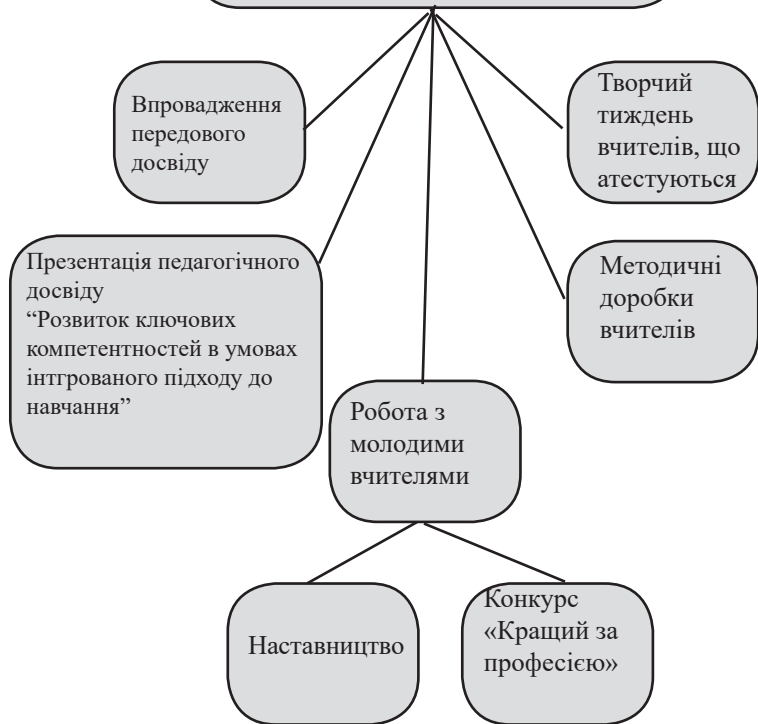 Впровадження
передового
досвіду
Творчий
тиждень
вчителів, що
атестуються
Презентація педагогічного
досвіду
“Розвиток ключових
компетентностей в умовах
інтгрованого підходу до
навчання”
Методичні
доробки
вчителів
Робота з
молодими
вчителями
Наставництво
Конкурс
«Кращий за
професією»